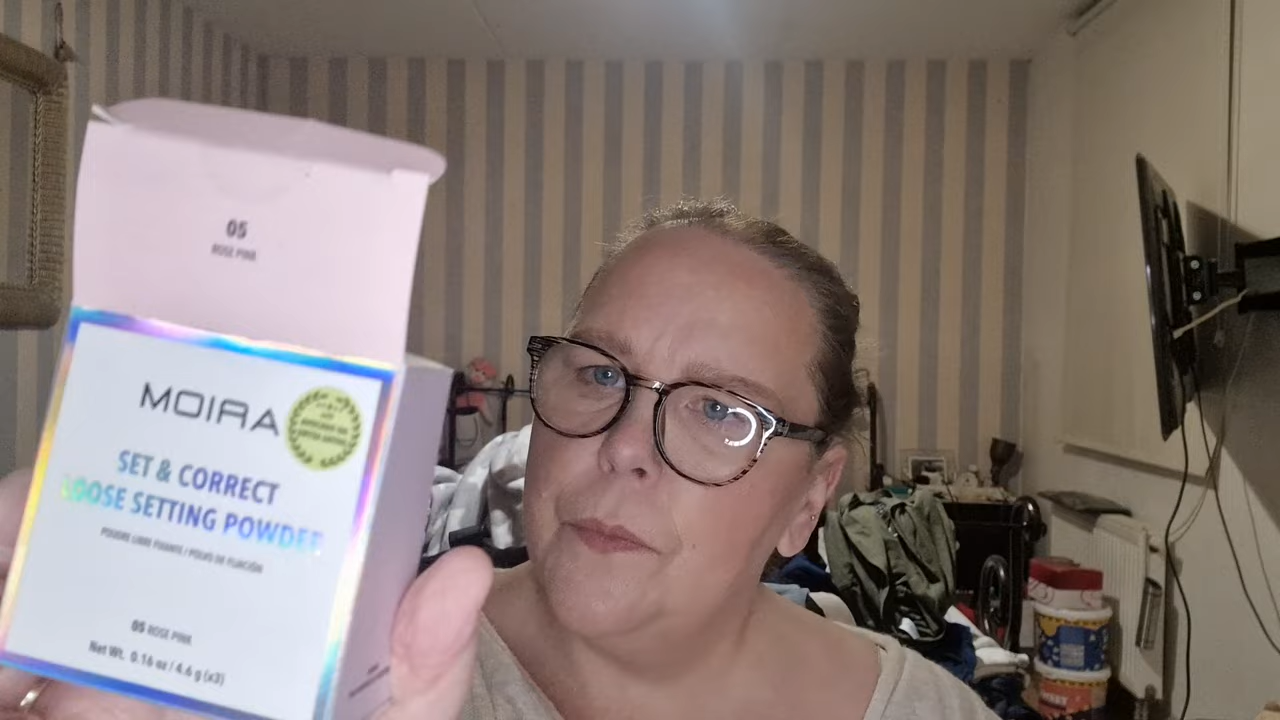 05
ROSE PINK
MOIRA
SET & CORRECT
LOOSE SETTING POWDER
POUDRE LIBRE FIXANTE / POLVO DE FIJACIÓN
05 ROSE PINK
Net Wt. 0.16 oz / 4.6 g (x3)